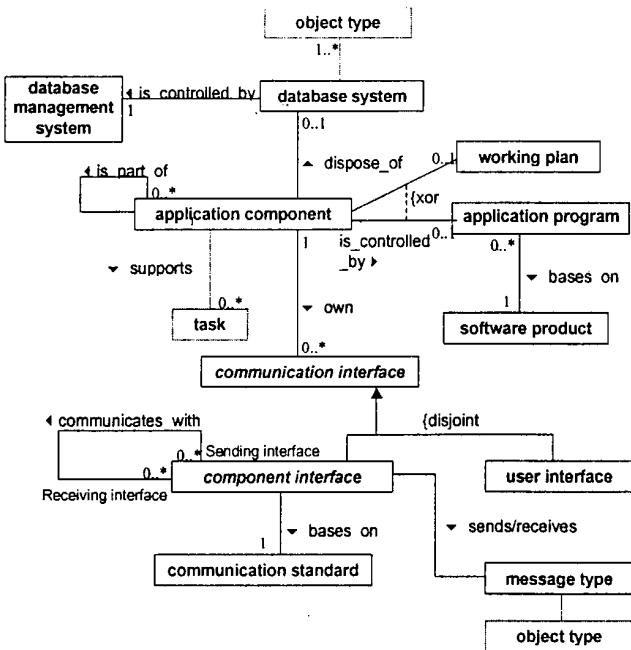 object type
1..*
database management system
◄ is_controlled_by
1
database system
0..1
▲ dispose_of
◄ is_part_of
0..*
application component
0..1
working plan
{xor
application program
0..1
is_controlled
_by ►
1
0..*
▼ supports
▼ bases on
0..*
task
▼ own
1
software product
0..*
communication interface
◄ communicates with
{disjoint
0..*
Sending interface
0..*
component interface
user interface
Receiving interface
▼ bases on
▼ sends/receives
1
communication standard
message type
object type